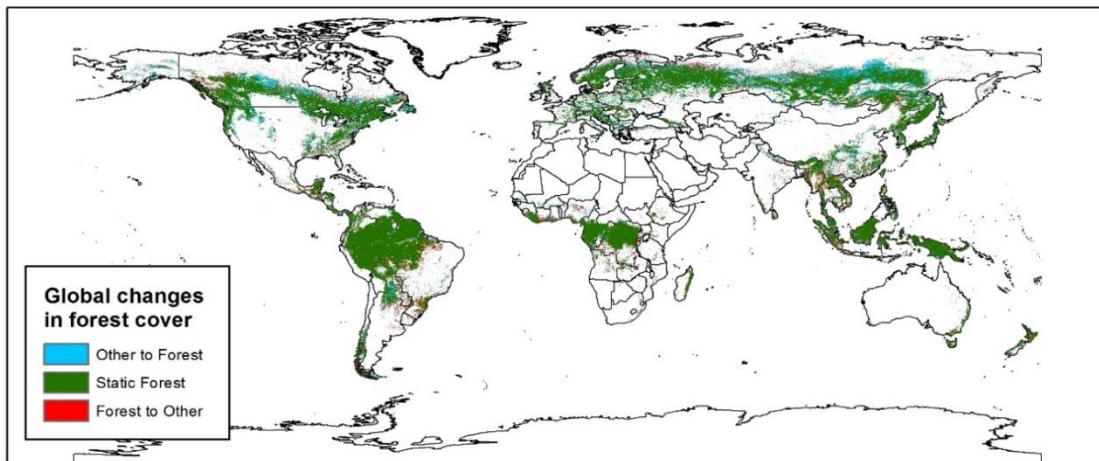 Global changes
in forest cover
Other to Forest
Static Forest
Forest to Other